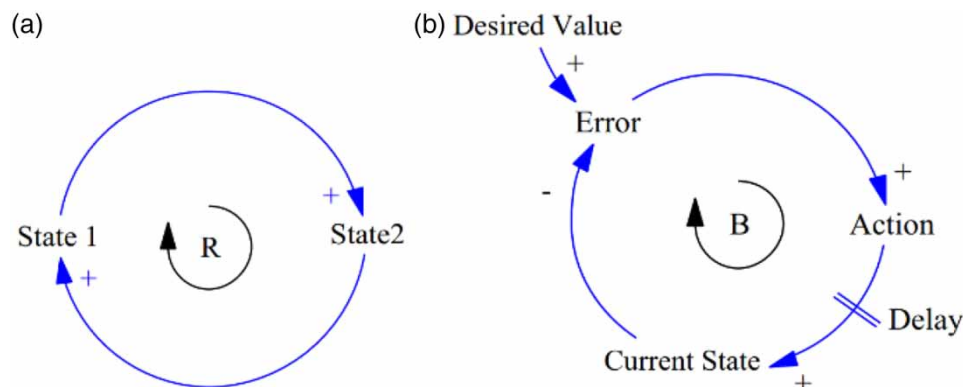 (a)
State 1
+
State2
+
R
(b)
Desired Value
+
Error
+
Action
Delay
+
Current State
-
B